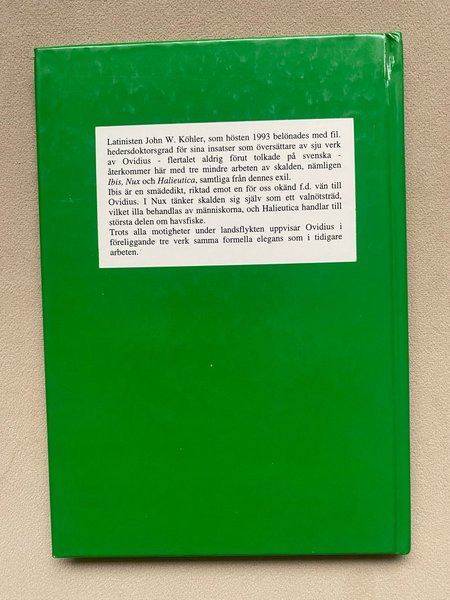 Latinisten John W. Köhler, som hösten 1993 belönades med fil.
hedersdoktorsgrad för sina insatser som översättare av sju verk
av Ovidius - flertalet aldrig förut tolkade på svenska -
återkommer här med tre mindre arbeten av skalden, nämligen
Ibis, Nux och Halieutica, samtliga från dennes exil.
Ibis är en smädedikt, riktad emot en för oss okänd f.d. vän till
Ovidius. I Nux tänker skalden sig själv som ett valnötsträd,
vilket illa behandlas av människorna, och Halieutica handlar till
största delen om havsfiske.
Trots alla motigheter under landsflykten uppvisar Ovidius i
föreliggande tre verk samma formella elegans som i tidigare
arbeten.